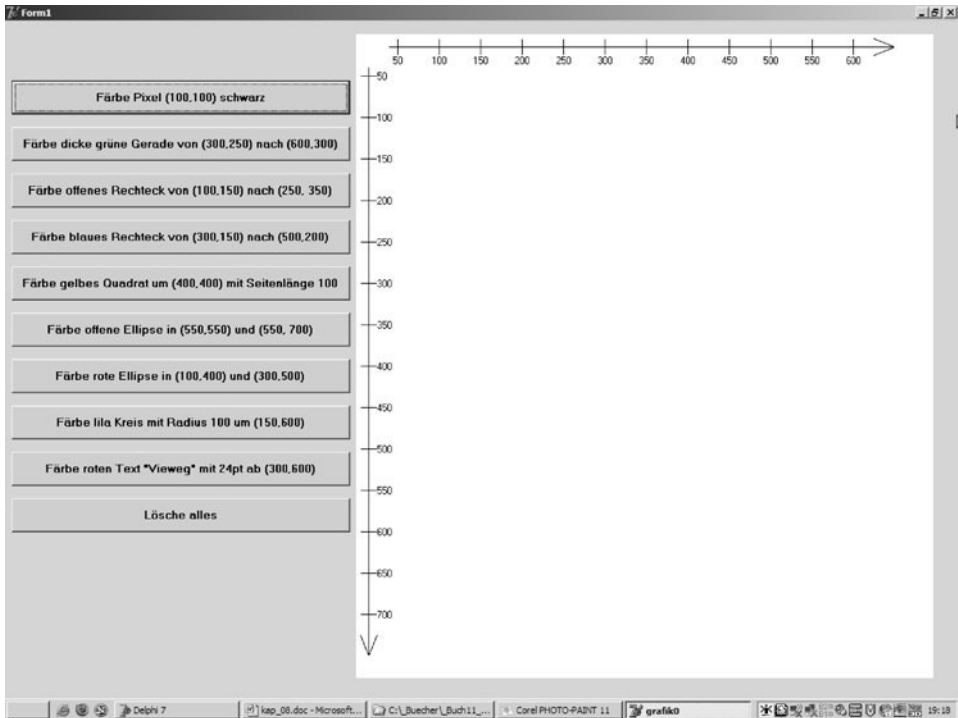 Form1
Färbe Pixel (100,100) schwarz
Färbe dicke grüne Gerade von (300,250) nach (600,300)
Färbe offenes Rechteck von (100,150) nach (250, 350)
Färbe blaues Rechteck von (300,150) nach (500,200)
Färbe gelbes Quadrat um (400,400) mit Seitenlänge 100
Färbe offene Ellipse in (550,550) und (550, 700)
Färbe rote Ellipse in (100,400) und (300,500)
Färbe lila Kreis mit Radius 100 um (150,600)
Färbe roten Text "Vieweg" mit 24pt ab (300,600)
Lösche alles
50 100 150 200 250 300 350 400 450 500 550 600
50
100
150
200
250
300
350
400
450
500
550
600
650
700
Delphi 7 kap_08.doc - Microsoft... C:\_Buecher\_Buch11_... Corel PHOTO-PAINT 11 grafik0 19:18